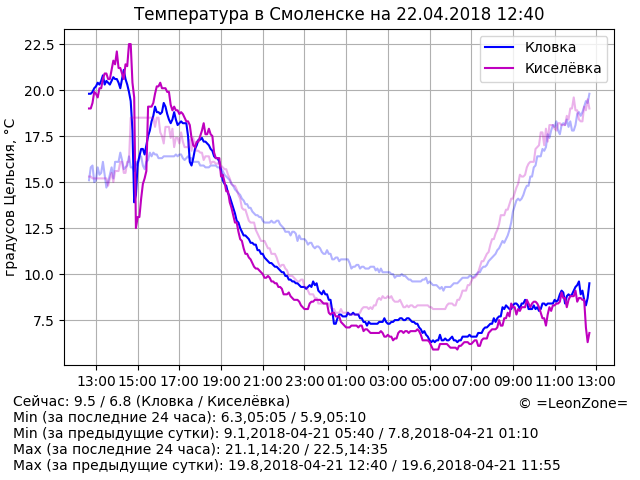 Температура в Смоленске на 22.04.2018 12:40
градусов Цельсия, °C
22.5
20.0
17.5
15.0
12.5
10.0
7.5
Кловка
Киселёвка
13:00 15:00 17:00 19:00 21:00 23:00 01:00 03:00 05:00 07:00 09:00 11:00 13:00
Сейчас: 9.5 / 6.8 (Кловка / Киселёвка)
© =LeonZone=
Min (за последние 24 часа): 6.3,05:05 / 5.9,05:10
Min (за предыдущие сутки): 9.1,2018-04-21 05:40 / 7.8,2018-04-21 01:10
Max (за последние 24 часа): 21.1,14:20 / 22.5,14:35
Max (за предыдущие сутки): 19.8,2018-04-21 12:40 / 19.6,2018-04-21 11:55